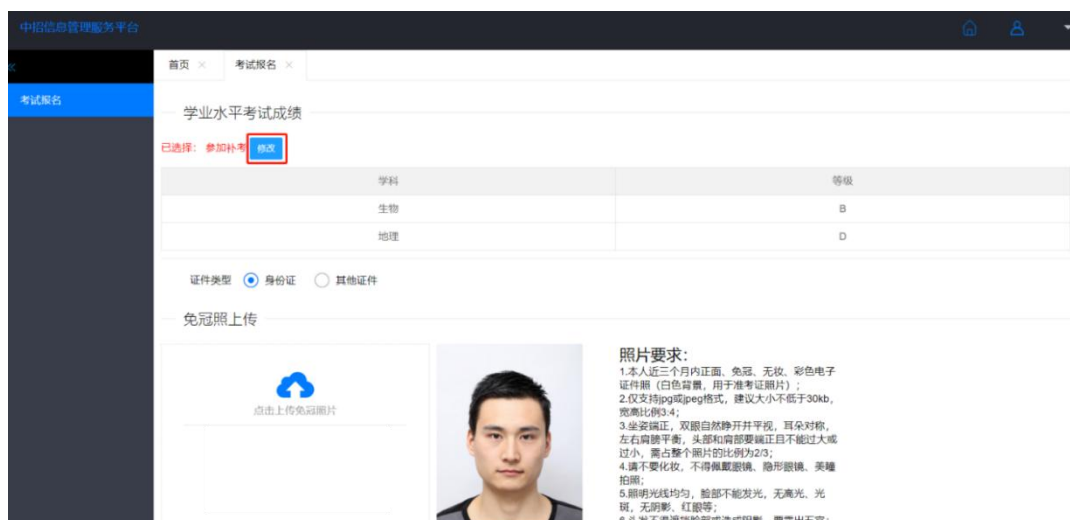 中招信息管理服务平台
首页 × 考试报名 ×
考试报名
学业水平考试成绩
已选择： 参加补考 修改
学科 等级
生物 B
地理 D
证件类型 身份证 其他证件
免冠照上传
点击上传免冠照片
照片要求：
1.本人近三个月内正面、免冠、无妆、彩色电子
证件照（白色背景，用于准考证照片）；
2.仅支持jpg或jpeg格式，建议大小不低于30kb，
宽高比例3:4；
3.坐姿端正，双眼自然睁开并平视，耳朵对称，
左右肩膀平衡，头部和肩部要端正且不能过大或
过小，需占整个照片的比例为2/3；
4.请不要化妆，不得佩戴眼镜、隐形眼镜、美瞳
拍照；
5.照明光线均匀，脸部不能发光，无高光、光
斑，无阴影、红眼等；